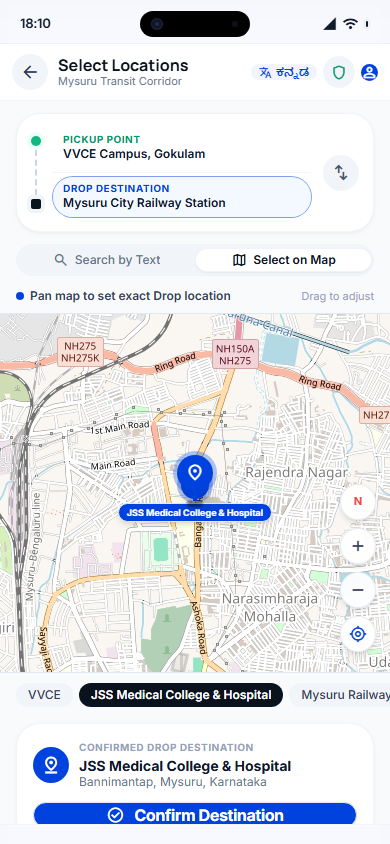 18:10
Select Locations
Mysuru Transit Corridor
ಕನ್ನಡ
PICKUP POINT
VVCE Campus, Gokulam
DROP DESTINATION
Mysuru City Railway Station
Search by Text
Select on Map
Pan map to set exact Drop location
Drag to adjust
NH275
NH275K
NH150A
NH275
Ring Road
Ring Road
NH27
1st Main Road
Main Road
Rajendra Nagar
JSS Medical College & Hospital
N
Mysuru-Bengaluru line
Banga
Narasimharaja
Mohalla
Ashoka Road
Sayyaji Road
giri
Uda
+
−
VVCE
JSS Medical College & Hospital
Mysuru Railway
CONFIRMED DROP DESTINATION
JSS Medical College & Hospital
Bannimantap, Mysuru, Karnataka
Confirm Destination